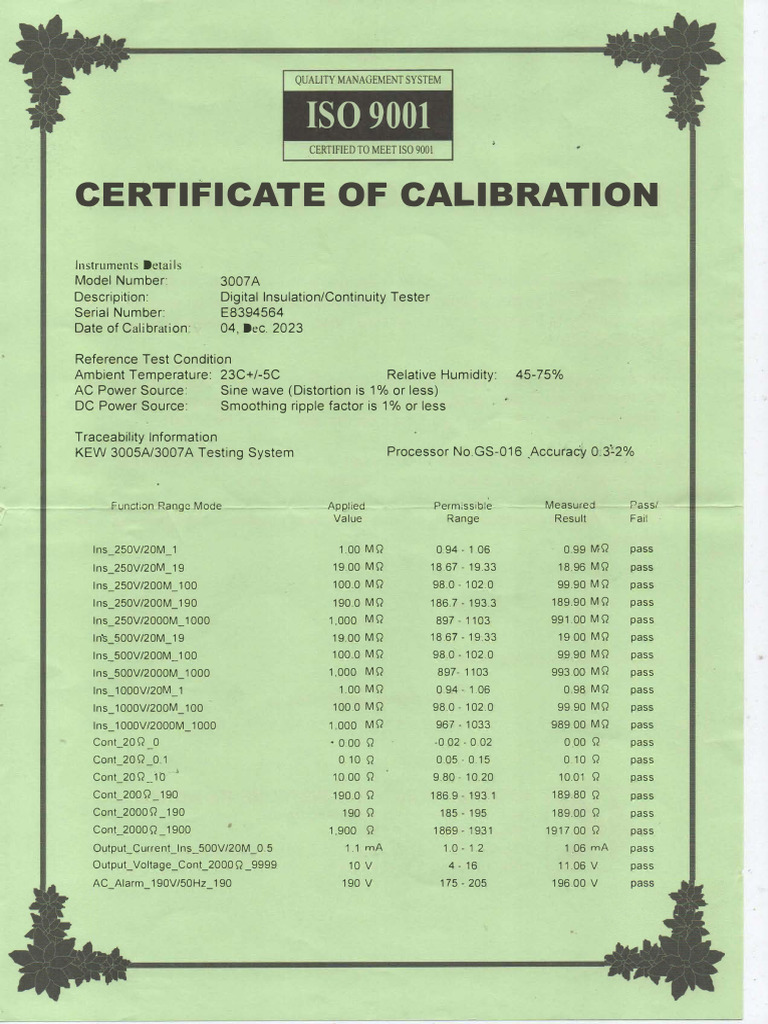 QUALITY MANAGEMENT SYSTEM
ISO 9001
CERTIFIED TO MEET ISO 9001
CERTIFICATE OF CALIBRATION
Instruments Details
Model Number: 3007A
Descripition: Digital Insulation/Continuity Tester
Serial Number: E8394564
Date of Calibration: 04, Dec. 2023
Reference Test Condition
Ambient Temperature: 23C+/-5C Relative Humidity: 45-75%
AC Power Source: Sine wave (Distortion is 1% or less)
DC Power Source: Smoothing ripple factor is 1% or less
Traceability Information
KEW 3005A/3007A Testing System Processor No.GS-016 Accuracy 0.3-2%
Function Range Mode Applied Permissible Measured Pass/
Value Range Result Fail
Ins_250V/20M_1 1.00 MΩ 0.94 - 1.06 0.99 MΩ pass
Ins_250V/20M_19 19.00 MΩ 18.67 - 19.33 18.96 MΩ pass
Ins_250V/200M_100 100.0 MΩ 98.0 - 102.0 99.90 MΩ pass
Ins_250V/200M_190 190.0 MΩ 186.7 - 193.3 189.90 MΩ pass
Ins_250V/2000M_1000 1,000 MΩ 897 - 1103 991.00 MΩ pass
Ins_500V/20M_19 19.00 MΩ 18.67 - 19.33 19.00 MΩ pass
Ins_500V/200M_100 100.0 MΩ 98.0 - 102.0 99.90 MΩ pass
Ins_500V/2000M_1000 1,000 MΩ 897- 1103 993.00 MΩ pass
Ins_1000V/20M_1 1.00 MΩ 0.94 - 1.06 0.98 MΩ pass
Ins_1000V/200M_100 100.0 MΩ 98.0 - 102.0 99.90 MΩ pass
Ins_1000V/2000M_1000 1,000 MΩ 967 - 1033 989.00 MΩ pass
Cont_20Ω_0 0.00 Ω -0.02 - 0.02 0.00 Ω pass
Cont_20Ω_0.1 0.10 Ω 0.05 - 0.15 0.10 Ω pass
Cont_20Ω_10 10.00 Ω 9.80 - 10.20 10.01 Ω pass
Cont_200Ω_190 190.0 Ω 186.9 - 193.1 189.80 Ω pass
Cont_2000Ω_190 190 Ω 185 - 195 189.00 Ω pass
Cont_2000Ω_1900 1,900 Ω 1869 - 1931 1917.00 Ω pass
Output_Current_Ins_500V/20M_0.5 1.1 mA 1.0 - 1.2 1.06 mA pass
Output_Voltage_Cont_2000Ω_9999 10 V 4 - 16 11.06 V pass
AC_Alarm_190V/50Hz_190 190 V 175 - 205 196.00 V pass